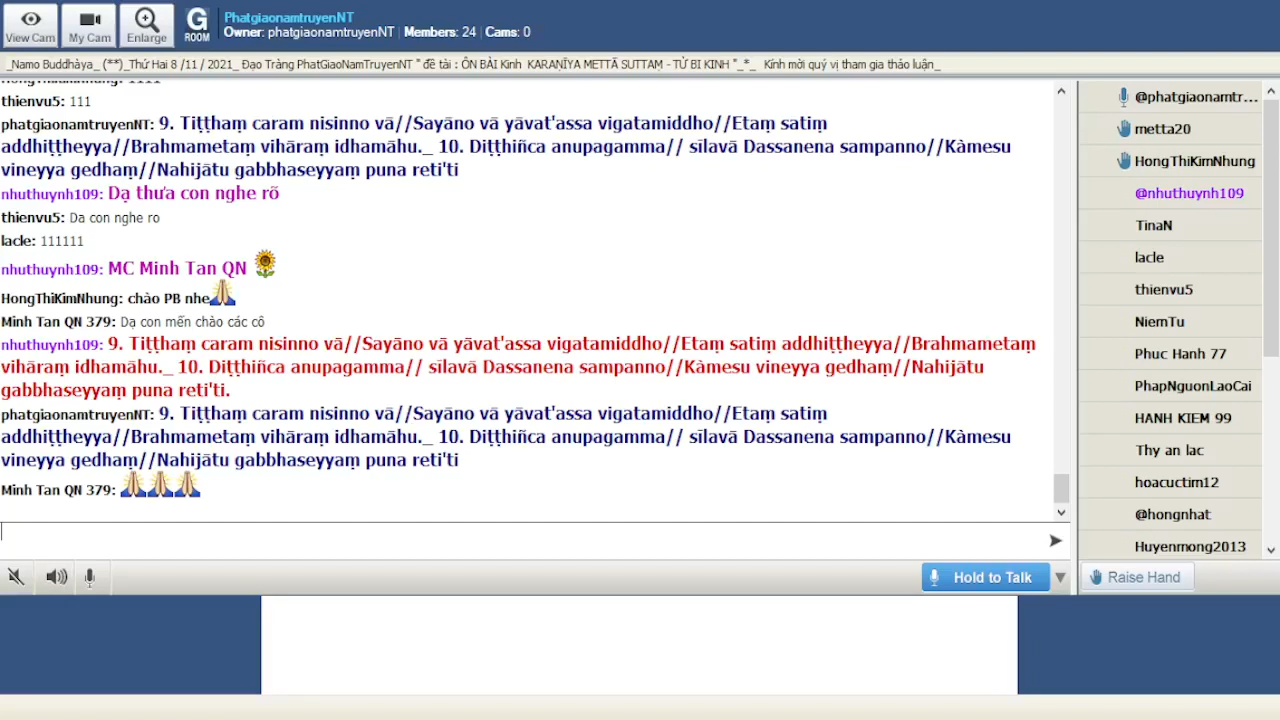 View Cam
My Cam
Enlarge
G ROOM
PhatgiaonamtruyenNT
Owner: phatgiaonamtruyenNT | Members: 24 | Cams: 0
_Namo Buddhàya_ (**)_Thứ Hai 8 /11 / 2021_ Đạo Tràng PhatGiaoNamTruyenNT " đề tài : ÔN BÀI Kinh KARAṆĪYA METTĀ SUTTAṂ - TỪ BI KINH "_*_ Kính mời quý vị tham gia thảo luận_
HongThiKimNhung: 1111
thienvu5: 111
phatgiaonamtruyenNT: 9. Tiṭṭhaṃ caram nisinno vā//Sayāno vā yāvat'assa vigatamiddho//Etaṃ satiṃ
addhiṭṭheyya//Brahmametaṃ vihāraṃ idhamāhu._ 10. Diṭṭhiñca anupagamma// sīlavā Dassanena sampanno//Kàmesu
vineyya gedhaṃ//Nahijātu gabbhaseyyaṃ puna reti'ti
nhuthuynh109: Dạ thưa con nghe rõ
thienvu5: Da con nghe ro
lacle: 111111
nhuthuynh109: MC Minh Tan QN
HongThiKimNhung: chào PB nhe
Minh Tan QN 379: Dạ con mến chào các cô
nhuthuynh109: 9. Tiṭṭhaṃ caram nisinno vā//Sayāno vā yāvat'assa vigatamiddho//Etaṃ satiṃ addhiṭṭheyya//Brahmametaṃ
vihāraṃ idhamāhu._ 10. Diṭṭhiñca anupagamma// sīlavā Dassanena sampanno//Kàmesu vineyya gedhaṃ//Nahijātu
gabbhaseyyaṃ puna reti'ti.
phatgiaonamtruyenNT: 9. Tiṭṭhaṃ caram nisinno vā//Sayāno vā yāvat'assa vigatamiddho//Etaṃ satiṃ
addhiṭṭheyya//Brahmametaṃ vihāraṃ idhamāhu._ 10. Diṭṭhiñca anupagamma// sīlavā Dassanena sampanno//Kàmesu
vineyya gedhaṃ//Nahijātu gabbhaseyyaṃ puna reti'ti
Minh Tan QN 379:
@phatgiaonamtr...
metta20
HongThiKimNhung
@nhuthuynh109
TinaN
lacle
thienvu5
NiemTu
Phuc Hanh 77
PhapNguonLaoCai
HANH KIEM 99
Thy an lac
hoacuctim12
@hongnhat
Huyenmong2013
Hold to Talk
Raise Hand